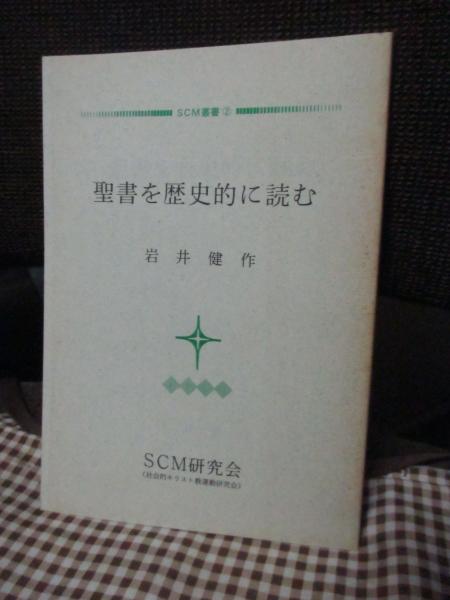 SCM叢書②
聖書を歴史的に読む
岩井健作
SCM研究会
(社会的キリスト教運動研究会)